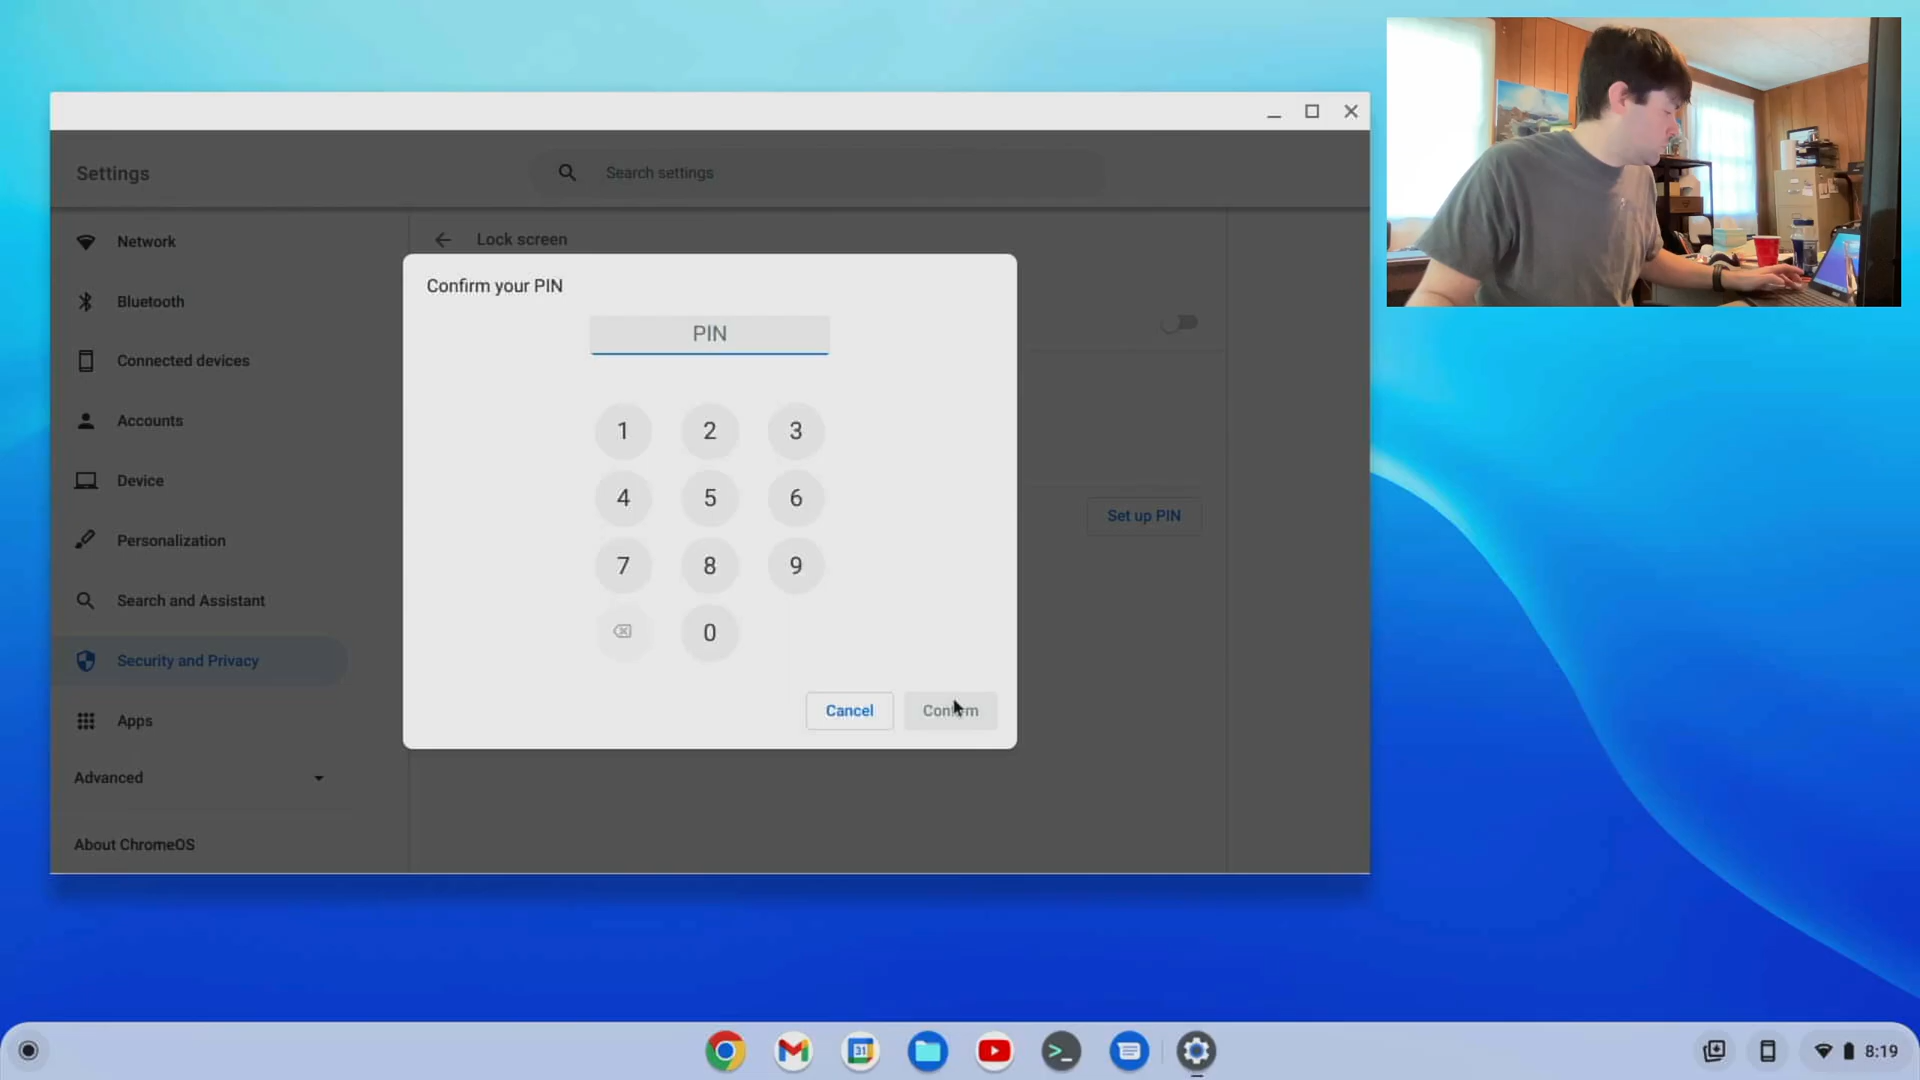 Settings
Search settings
Network
Bluetooth
Connected devices
Accounts
Device
Personalization
Search and Assistant
Security and Privacy
Apps
Advanced
About ChromeOS
Lock screen
Set up PIN
Confirm your PIN
PIN
1 2 3
4 5 6
7 8 9
0
Cancel Confirm
31
8:19